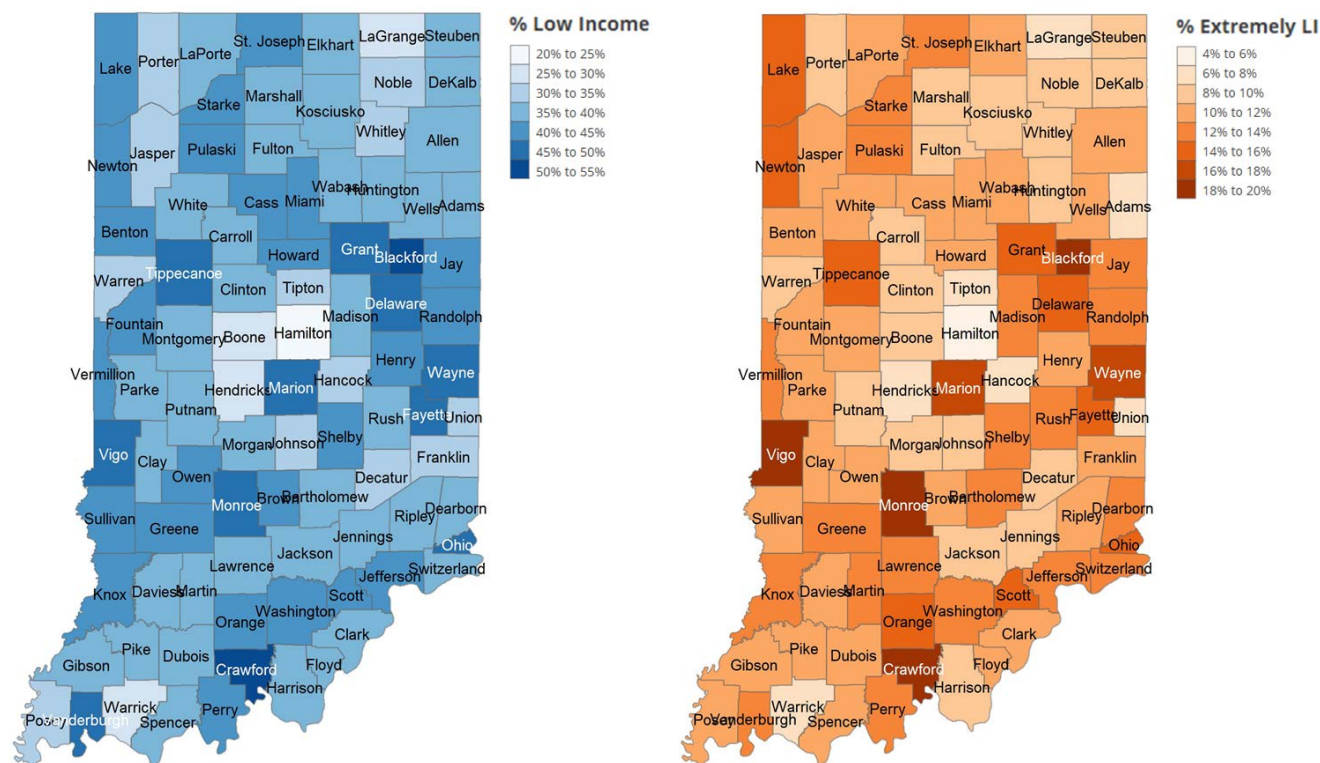 % Low Income
20% to 25%
25% to 30%
30% to 35%
35% to 40%
40% to 45%
45% to 50%
50% to 55%
Lake
Porter
LaPorte
St. Joseph
Elkhart
LaGrange
Steuben
Noble
DeKalb
Starke
Marshall
Kosciusko
Whitley
Allen
Newton
Jasper
Pulaski
Fulton
Wabash
Huntington
White
Cass
Miami
Wells
Adams
Benton
Carroll
Howard
Grant
Blackford
Jay
Warren
Tippecanoe
Clinton
Tipton
Delaware
Fountain
Montgomery
Boone
Hamilton
Madison
Randolph
Vermillion
Parke
Hendricks
Marion
Hancock
Henry
Wayne
Putnam
Rush
Fayette
Union
Vigo
Clay
Owen
Morgan
Johnson
Shelby
Franklin
Decatur
Sullivan
Greene
Monroe
Brown
Bartholomew
Ripley
Dearborn
Jennings
Ohio
Jackson
Lawrence
Switzerland
Knox
Daviess
Martin
Jefferson
Scott
Orange
Washington
Clark
Gibson
Pike
Dubois
Crawford
Floyd
Harrison
Posey
Vanderburgh
Warrick
Spencer
Perry
% Extremely LI
4% to 6%
6% to 8%
8% to 10%
10% to 12%
12% to 14%
14% to 16%
16% to 18%
18% to 20%
Lake
Porter
LaPorte
St. Joseph
Elkhart
LaGrange
Steuben
Noble
DeKalb
Starke
Marshall
Kosciusko
Whitley
Allen
Newton
Jasper
Pulaski
Fulton
Wabash
Huntington
White
Cass
Miami
Wells
Adams
Benton
Carroll
Howard
Grant
Blackford
Jay
Warren
Tippecanoe
Clinton
Tipton
Delaware
Fountain
Montgomery
Boone
Hamilton
Madison
Randolph
Vermillion
Parke
Hendricks
Marion
Hancock
Henry
Wayne
Putnam
Rush
Fayette
Union
Vigo
Clay
Owen
Morgan
Johnson
Shelby
Franklin
Decatur
Sullivan
Greene
Monroe
Brown
Bartholomew
Ripley
Dearborn
Jennings
Ohio
Jackson
Lawrence
Switzerland
Knox
Daviess
Martin
Jefferson
Scott
Orange
Washington
Clark
Gibson
Pike
Dubois
Crawford
Floyd
Harrison
Posey
Vanderburgh
Warrick
Spencer
Perry